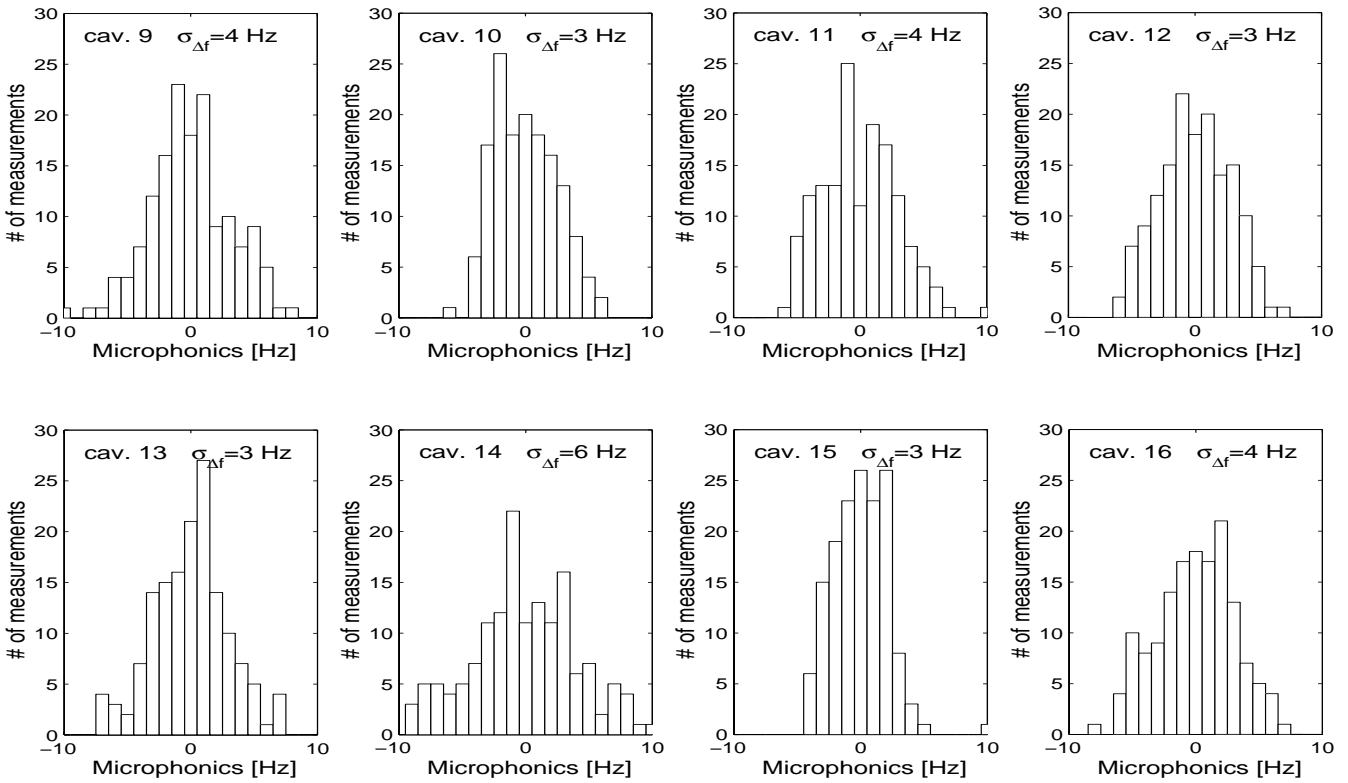 cav. 9 σΔf=4 Hz
30
25
20
15
10
5
0
−10 0 10
# of measurements
Microphonics [Hz]
cav. 10 σΔf=3 Hz
30
25
20
15
10
5
0
−10 0 10
# of measurements
Microphonics [Hz]
cav. 11 σΔf=4 Hz
30
25
20
15
10
5
0
−10 0 10
# of measurements
Microphonics [Hz]
cav. 12 σΔf=3 Hz
30
25
20
15
10
5
0
−10 0 10
# of measurements
Microphonics [Hz]
cav. 13 σΔf=3 Hz
30
25
20
15
10
5
0
−10 0 10
# of measurements
Microphonics [Hz]
cav. 14 σΔf=6 Hz
30
25
20
15
10
5
0
−10 0 10
# of measurements
Microphonics [Hz]
cav. 15 σΔf=3 Hz
30
25
20
15
10
5
0
−10 0 10
# of measurements
Microphonics [Hz]
cav. 16 σΔf=4 Hz
30
25
20
15
10
5
0
−10 0 10
# of measurements
Microphonics [Hz]